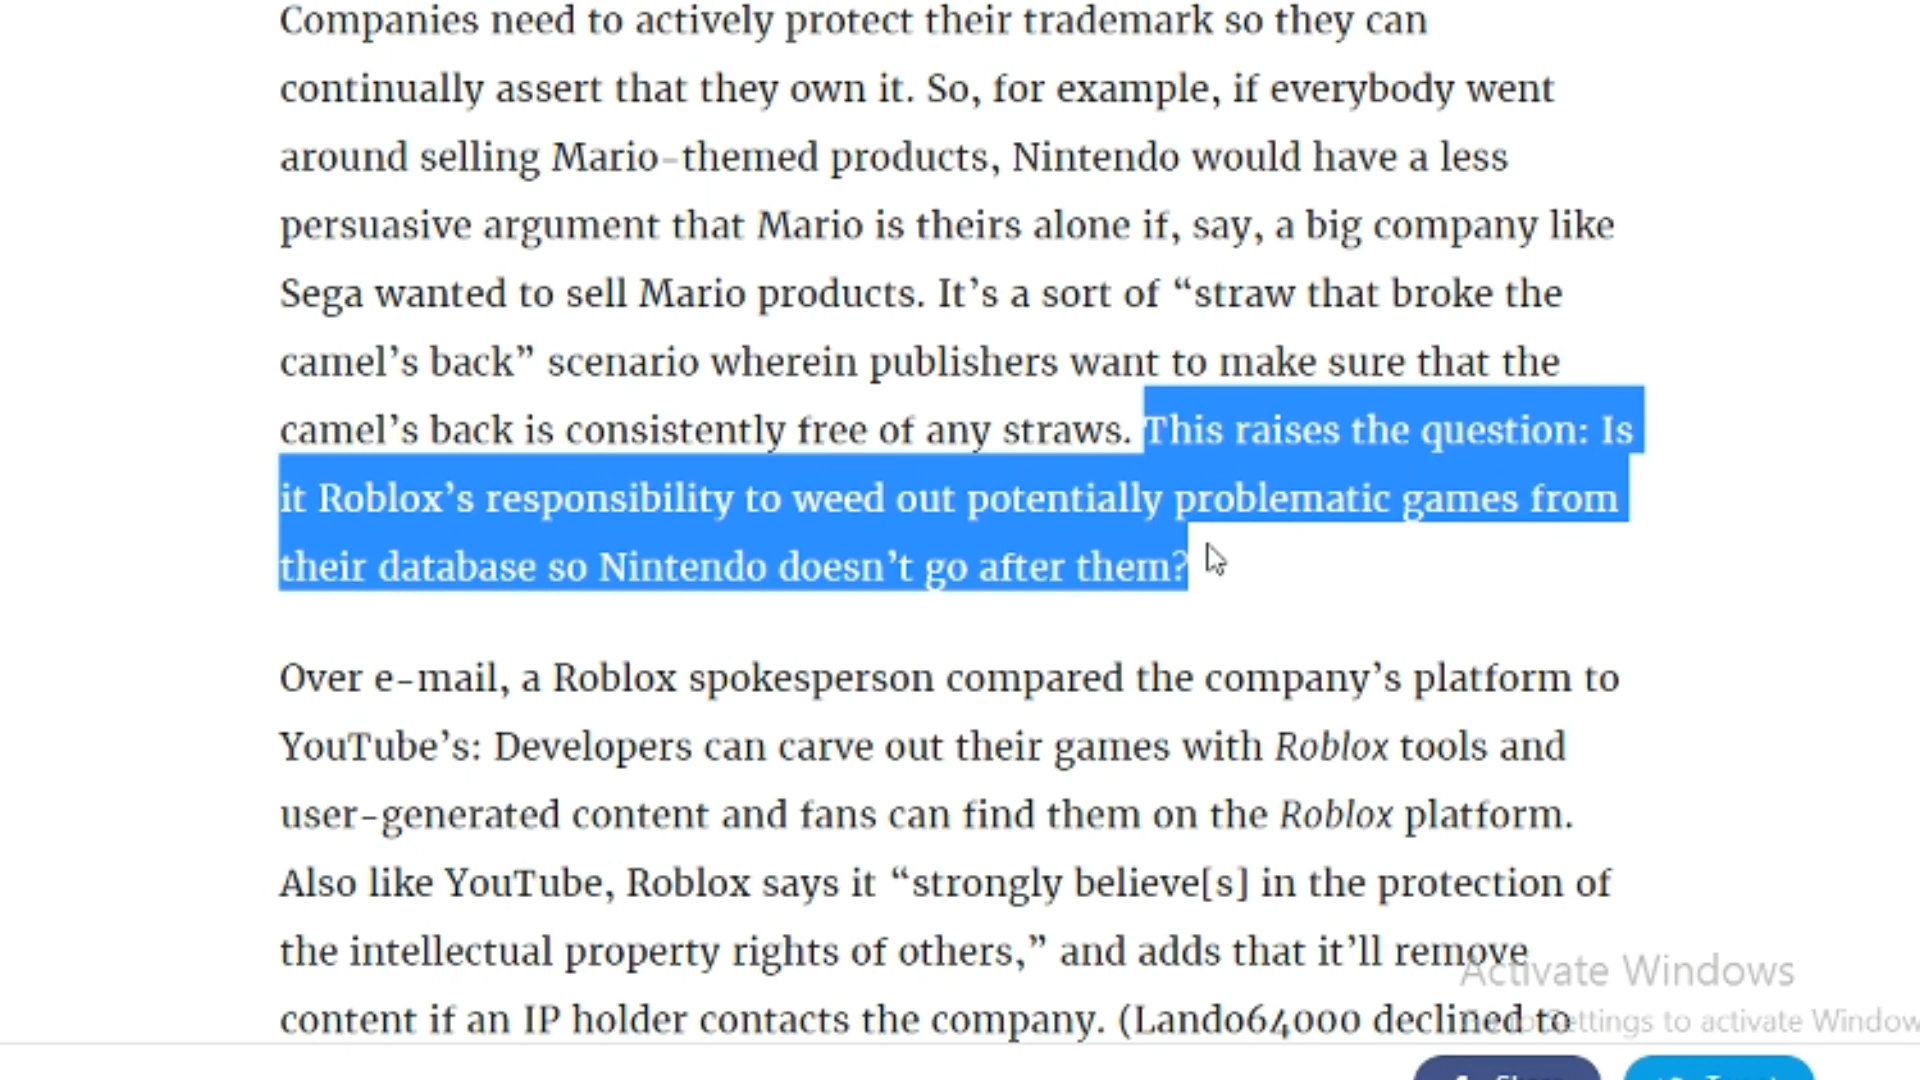 Companies need to actively protect their trademark so they can
continually assert that they own it. So, for example, if everybody went
around selling Mario-themed products, Nintendo would have a less
persuasive argument that Mario is theirs alone if, say, a big company like
Sega wanted to sell Mario products. It’s a sort of “straw that broke the
camel’s back” scenario wherein publishers want to make sure that the
camel’s back is consistently free of any straws. This raises the question: Is
it Roblox’s responsibility to weed out potentially problematic games from
their database so Nintendo doesn’t go after them?
Over e-mail, a Roblox spokesperson compared the company’s platform to
YouTube’s: Developers can carve out their games with Roblox tools and
user-generated content and fans can find them on the Roblox platform.
Also like YouTube, Roblox says it “strongly believe[s] in the protection of
the intellectual property rights of others,” and adds that it’ll remove
content if an IP holder contacts the company. (Lando64000 declined to
Activate Windows
to activate Window